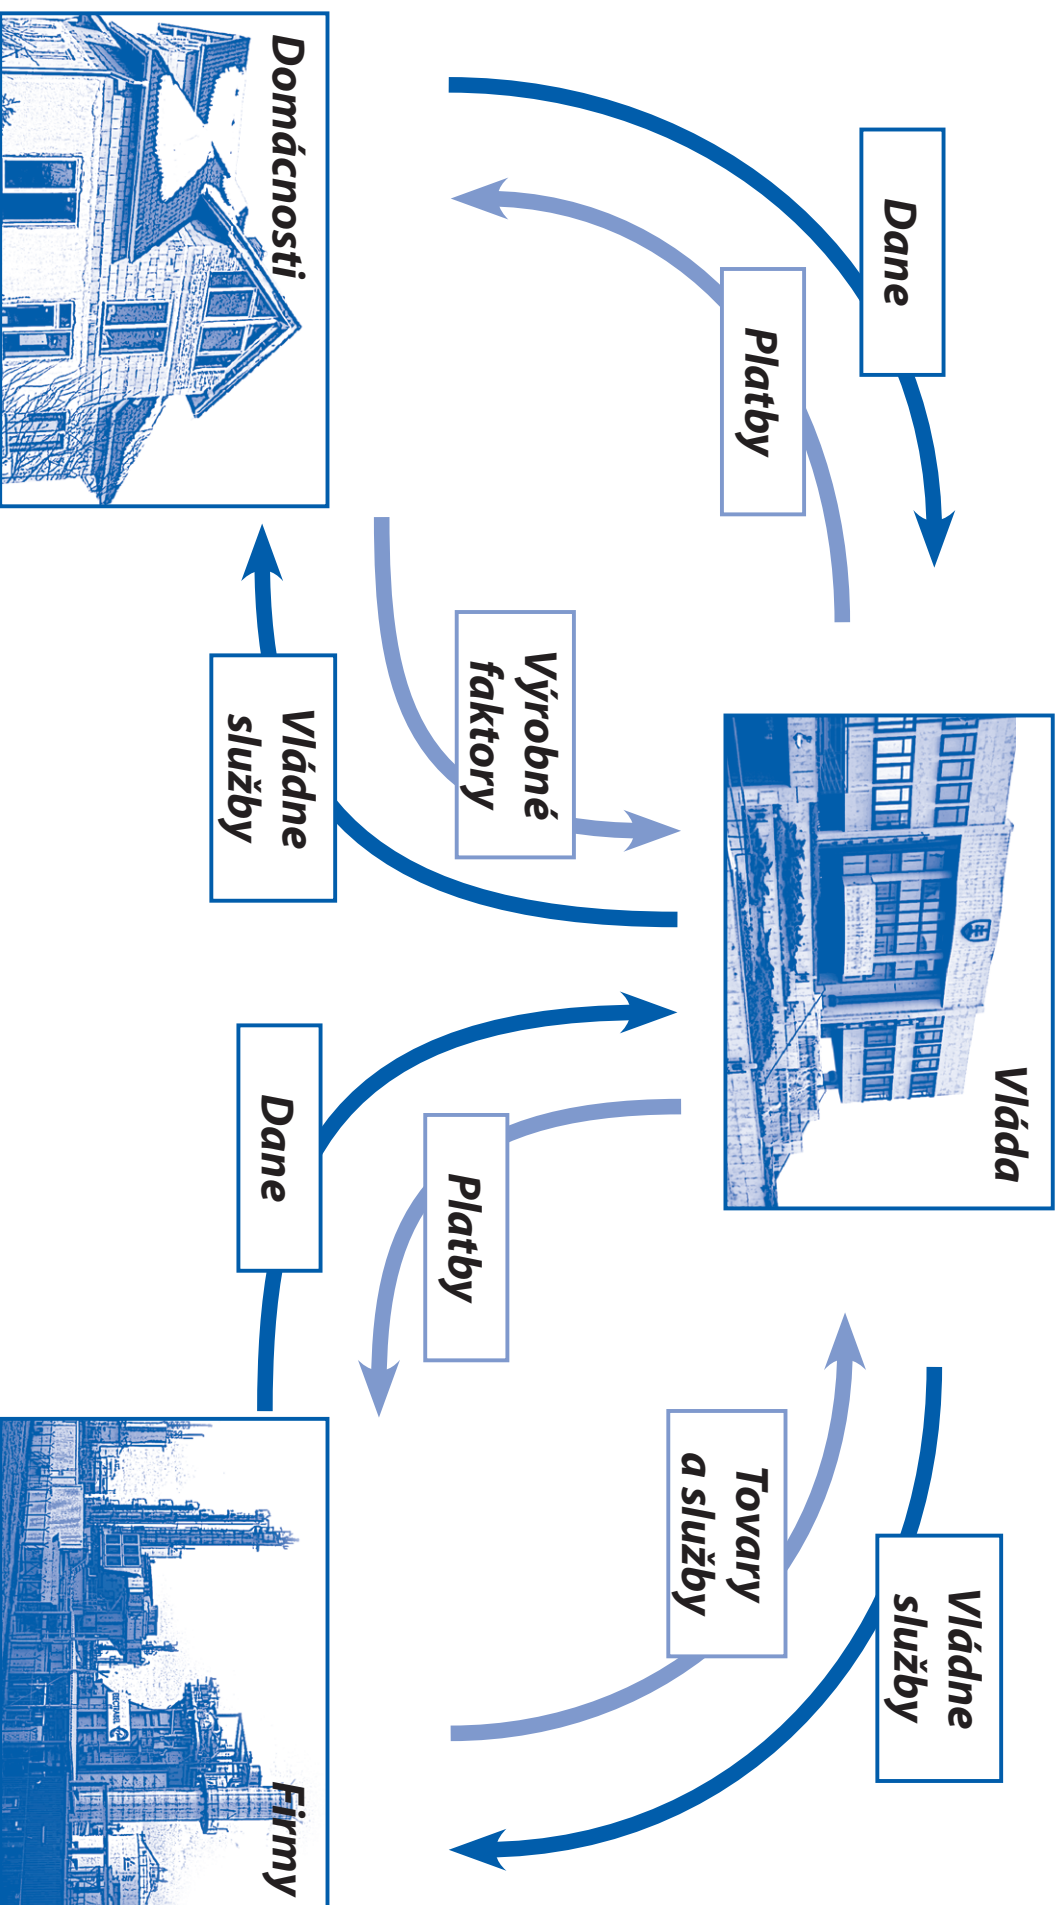 Vláda
Dane
Platby
Vládne
služby
Tovary
a služby
Výrobné
faktory
Platby
Vládne
služby
Dane
Domácnosti
Firmy